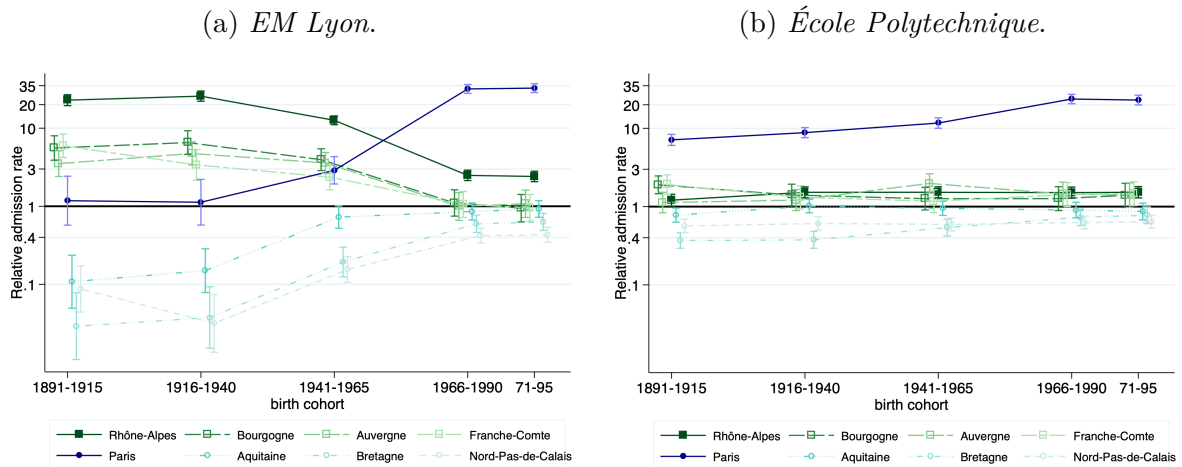 (a) EM Lyon.
Relative admission rate
35
20
10
3
1
.4
.1
1891-1915 1916-1940 1941-1965 1966-1990 71-95
birth cohort
Rhône-Alpes Bourgogne Auvergne Franche-Comte
Paris Aquitaine Bretagne Nord-Pas-de-Calais
(b) École Polytechnique.
Relative admission rate
35
20
10
3
1
.4
.1
1891-1915 1916-1940 1941-1965 1966-1990 71-95
birth cohort
Rhône-Alpes Bourgogne Auvergne Franche-Comte
Paris Aquitaine Bretagne Nord-Pas-de-Calais